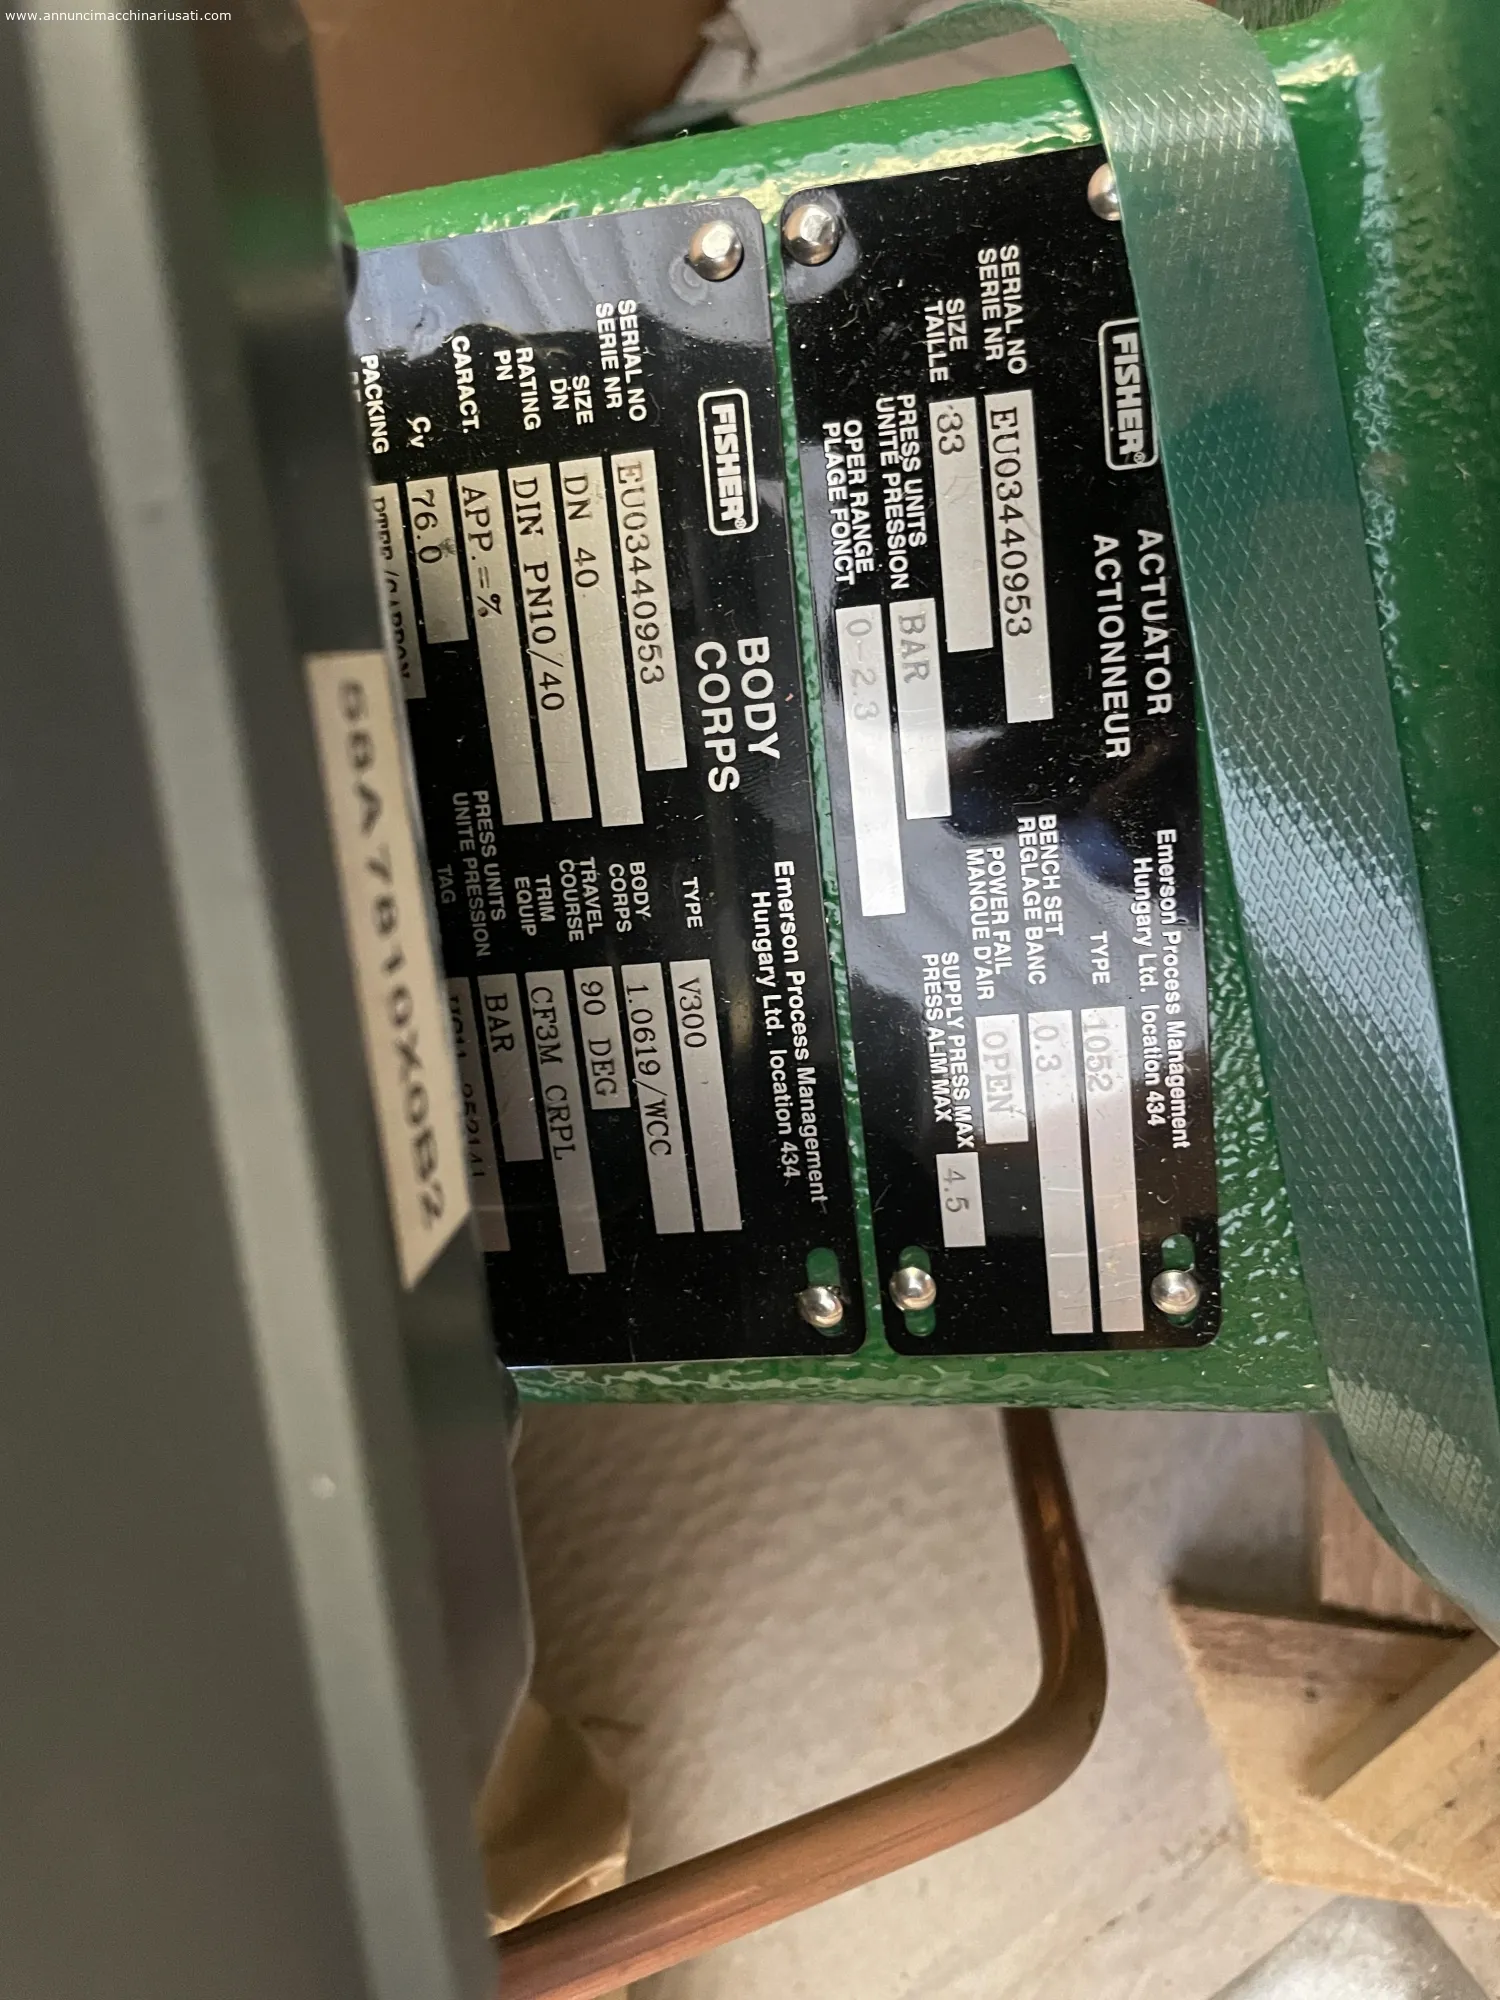 www.annuncimacchinariusati.com
FISHER®
ACTUATOR
ACTIONNEUR
Emerson Process Management
Hungary Ltd. location 434
SERIAL NO
SERIE NR
EU03440953
TYPE
1052
SIZE
TAILLE
33
BENCH SET
REGLAGE BANC
0.3
PRESS UNITS
UNITE PRESSION
BAR
POWER FAIL
MANQUE D'AIR
OPEN
OPER RANGE
PLAGE FONCT
0-2.3
SUPPLY PRESS MAX
PRESS ALIM MAX
4.5
FISHER®
BODY
CORPS
Emerson Process Management
Hungary Ltd. location 434
SERIAL NO
SERIE NR
EU03440953
TYPE
V300
SIZE
DN
DN 40
BODY
CORPS
1.0619/WCC
RATING
PN
DIN PN10/40
TRAVEL
COURSE
90 DEG
CARACT.
APP.=%
TRIM
EQUIP
CF3M CRPL
Cv
76.0
PRESS UNITS
UNITE PRESSION
BAR
PACKING
TAG
58A7810X0B2